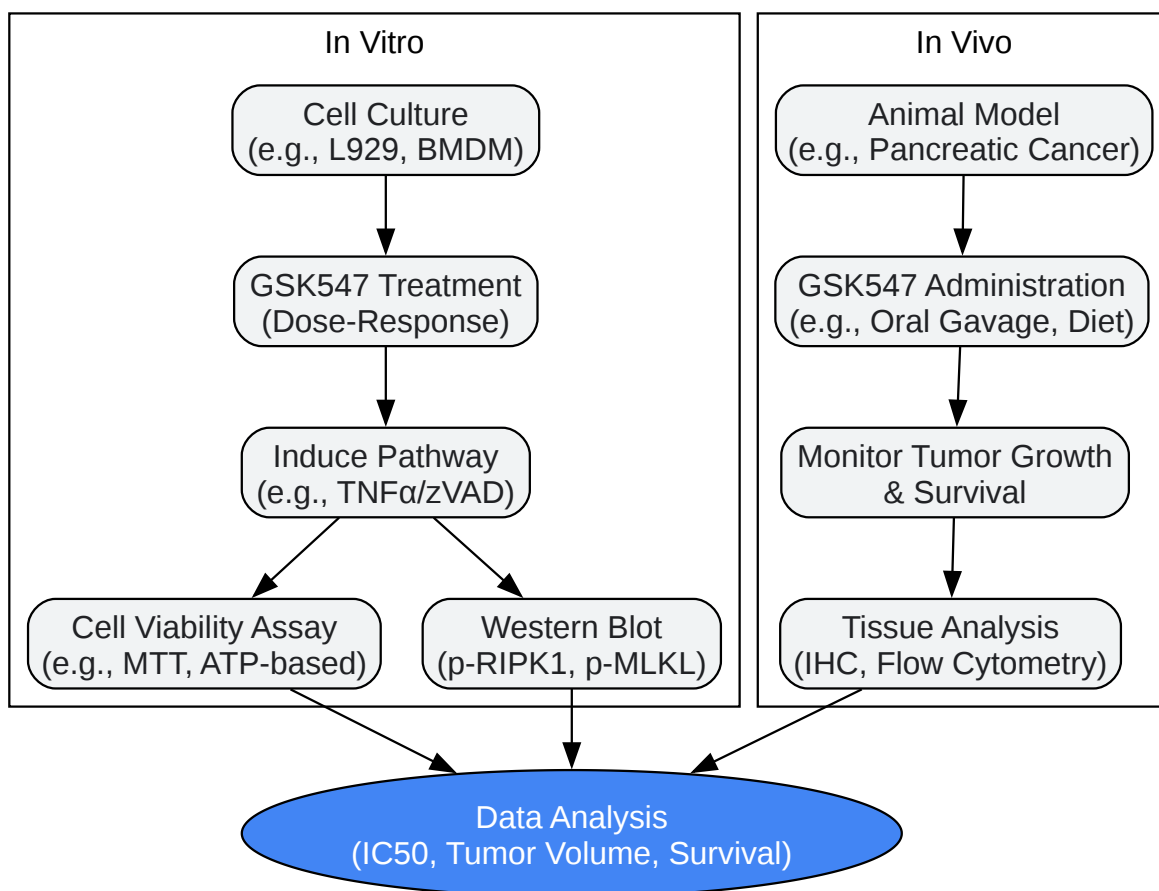 In Vitro
Cell Culture
(e.g., L929, BMDM)
GSK547 Treatment
(Dose-Response)
Induce Pathway
(e.g., TNFα/zVAD)
Cell Viability Assay
(e.g., MTT, ATP-based)
Western Blot
(p-RIPK1, p-MLKL)
In Vivo
Animal Model
(e.g., Pancreatic Cancer)
GSK547 Administration
(e.g., Oral Gavage, Diet)
Monitor Tumor Growth
& Survival
Tissue Analysis
(IHC, Flow Cytometry)
Data Analysis
(IC50, Tumor Volume, Survival)